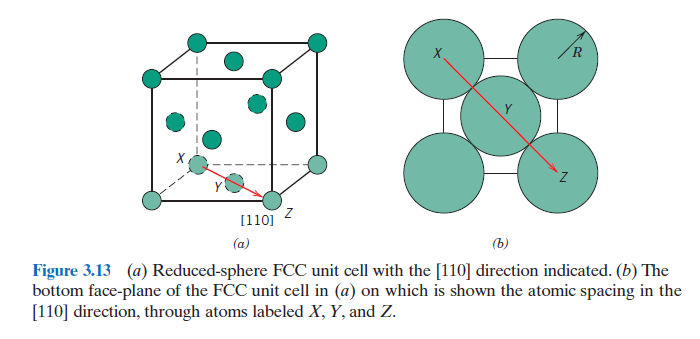 X
Y
Z
[110]
(a)
X
R
Y
Z
(b)
Figure 3.13 (a) Reduced-sphere FCC unit cell with the [110] direction indicated. (b) The
bottom face-plane of the FCC unit cell in (a) on which is shown the atomic spacing in the
[110] direction, through atoms labeled X, Y, and Z.